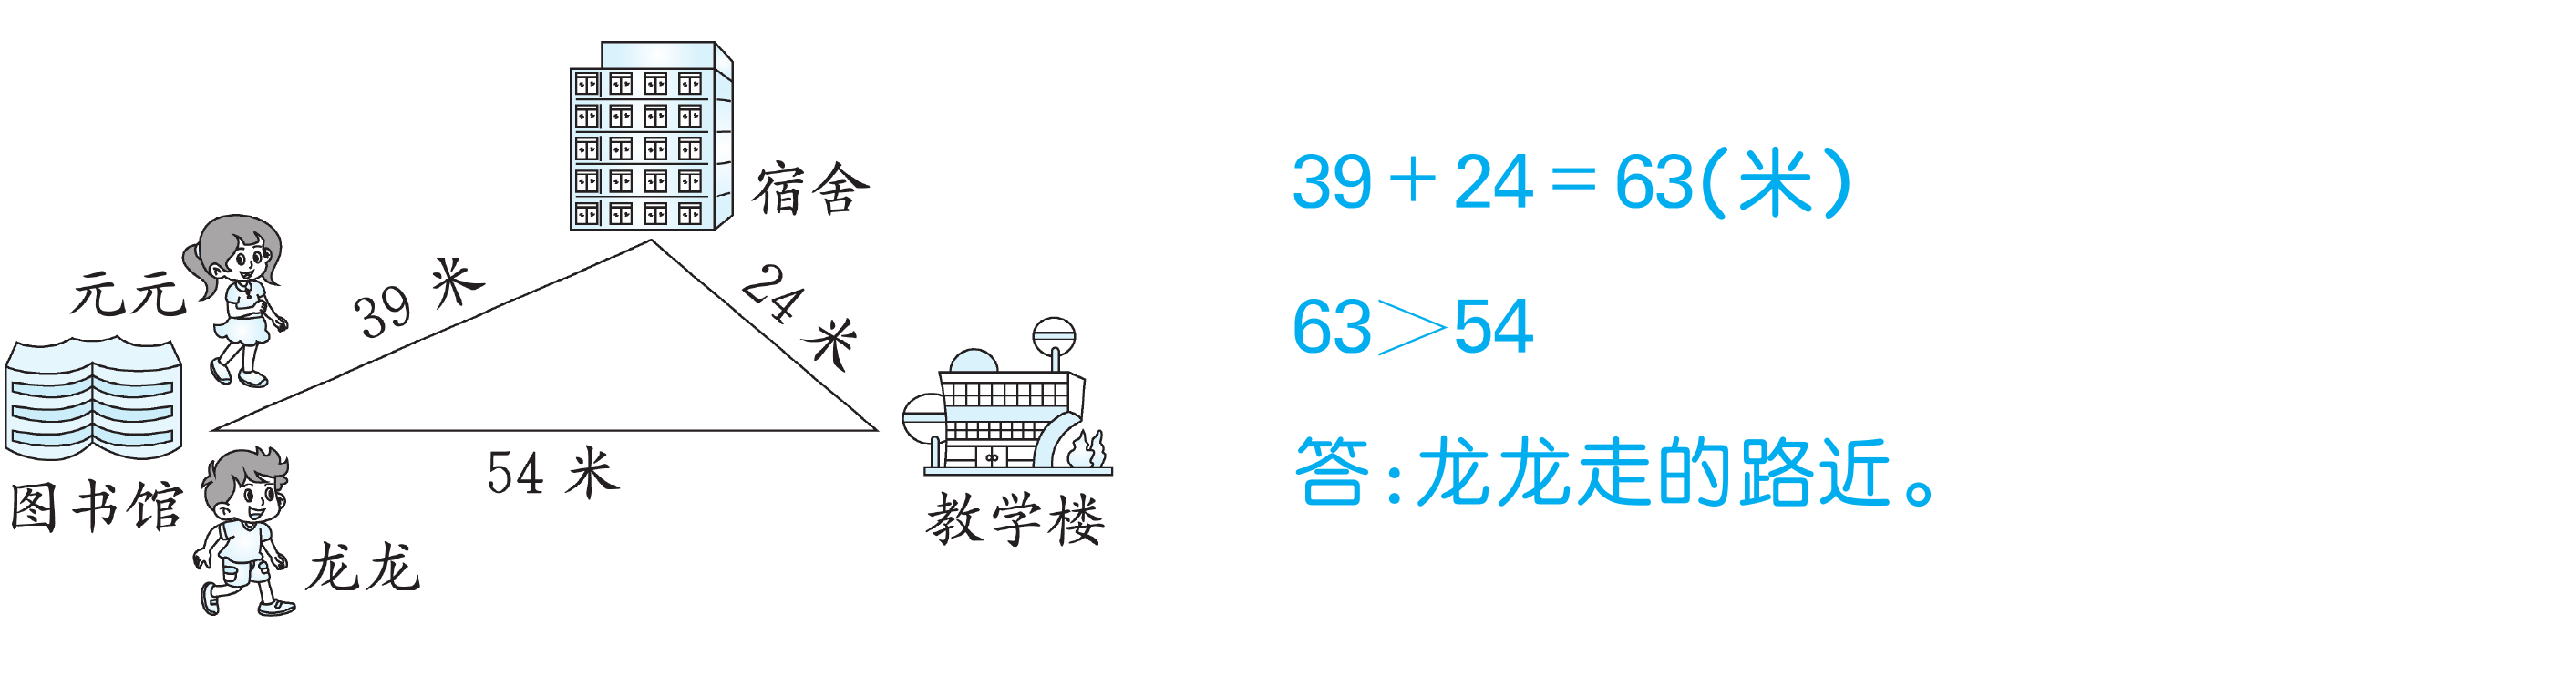 宿舍
元元
39 米
24 米
54 米
图书馆
教学楼
龙龙
39+24=63(米)
63>54
答:龙龙走的路近。